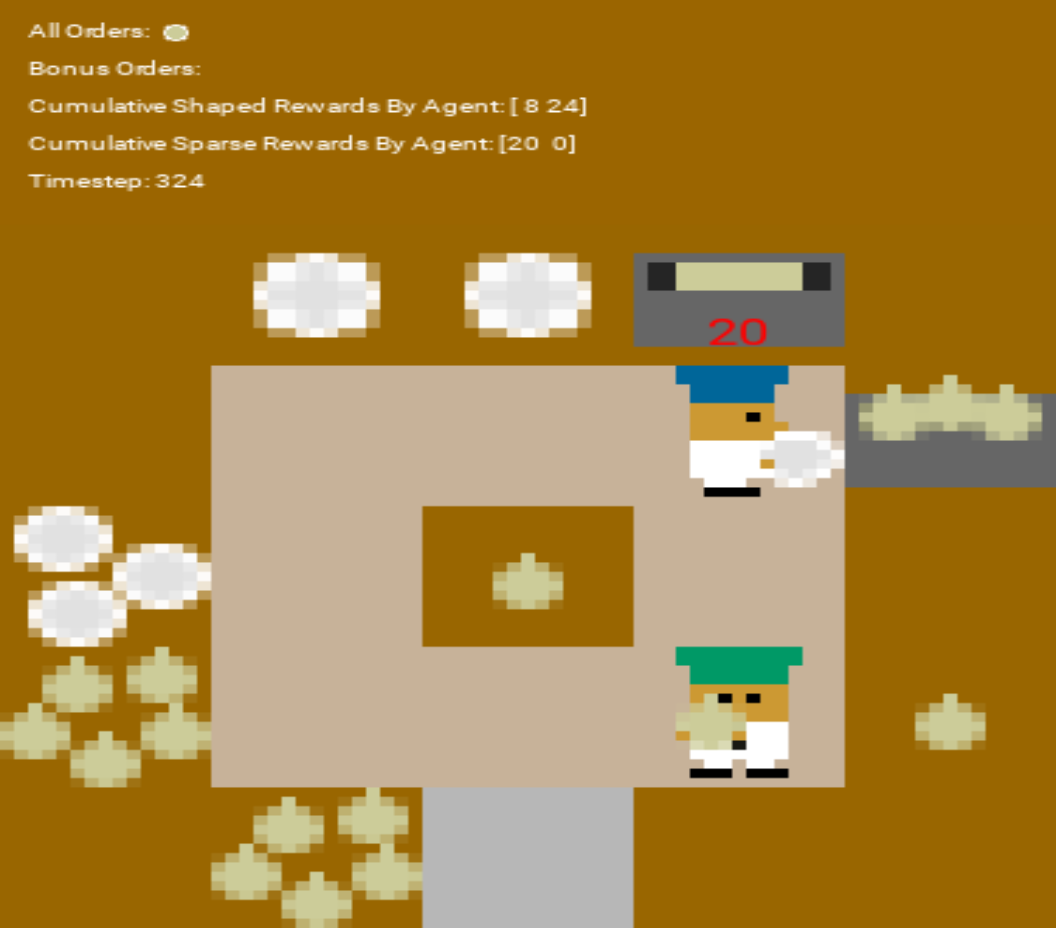 All Orders:
Bonus Orders:
Cumulative Shaped Rewards By Agent: [ 8 24]
Cumulative Sparse Rewards By Agent: [20  0]
Timestep: 324
20